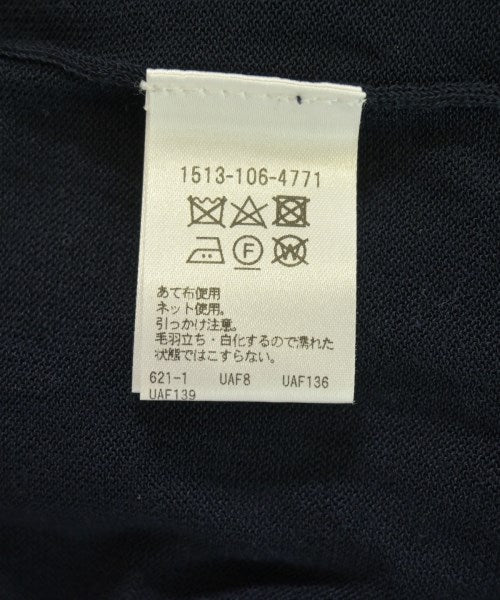 1513-106-4771
F W
あて布使用
ネット使用。
引っかけ注意。
毛羽立ち・白化するので濡れた
状態ではこすらない。
621-1 UAF8 UAF136
UAF139